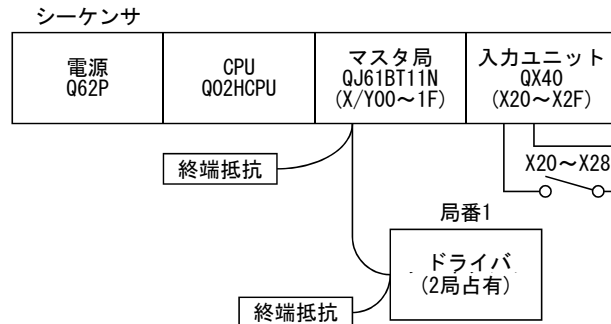 シーケンサ
電源
Q62P
CPU
Q02HCPU
マスタ局
QJ61BT11N
(X/Y00～1F)
入力ユニット
QX40
(X20～X2F)
終端抵抗
X20～X28
局番1
ドライバ
(2局占有)
終端抵抗